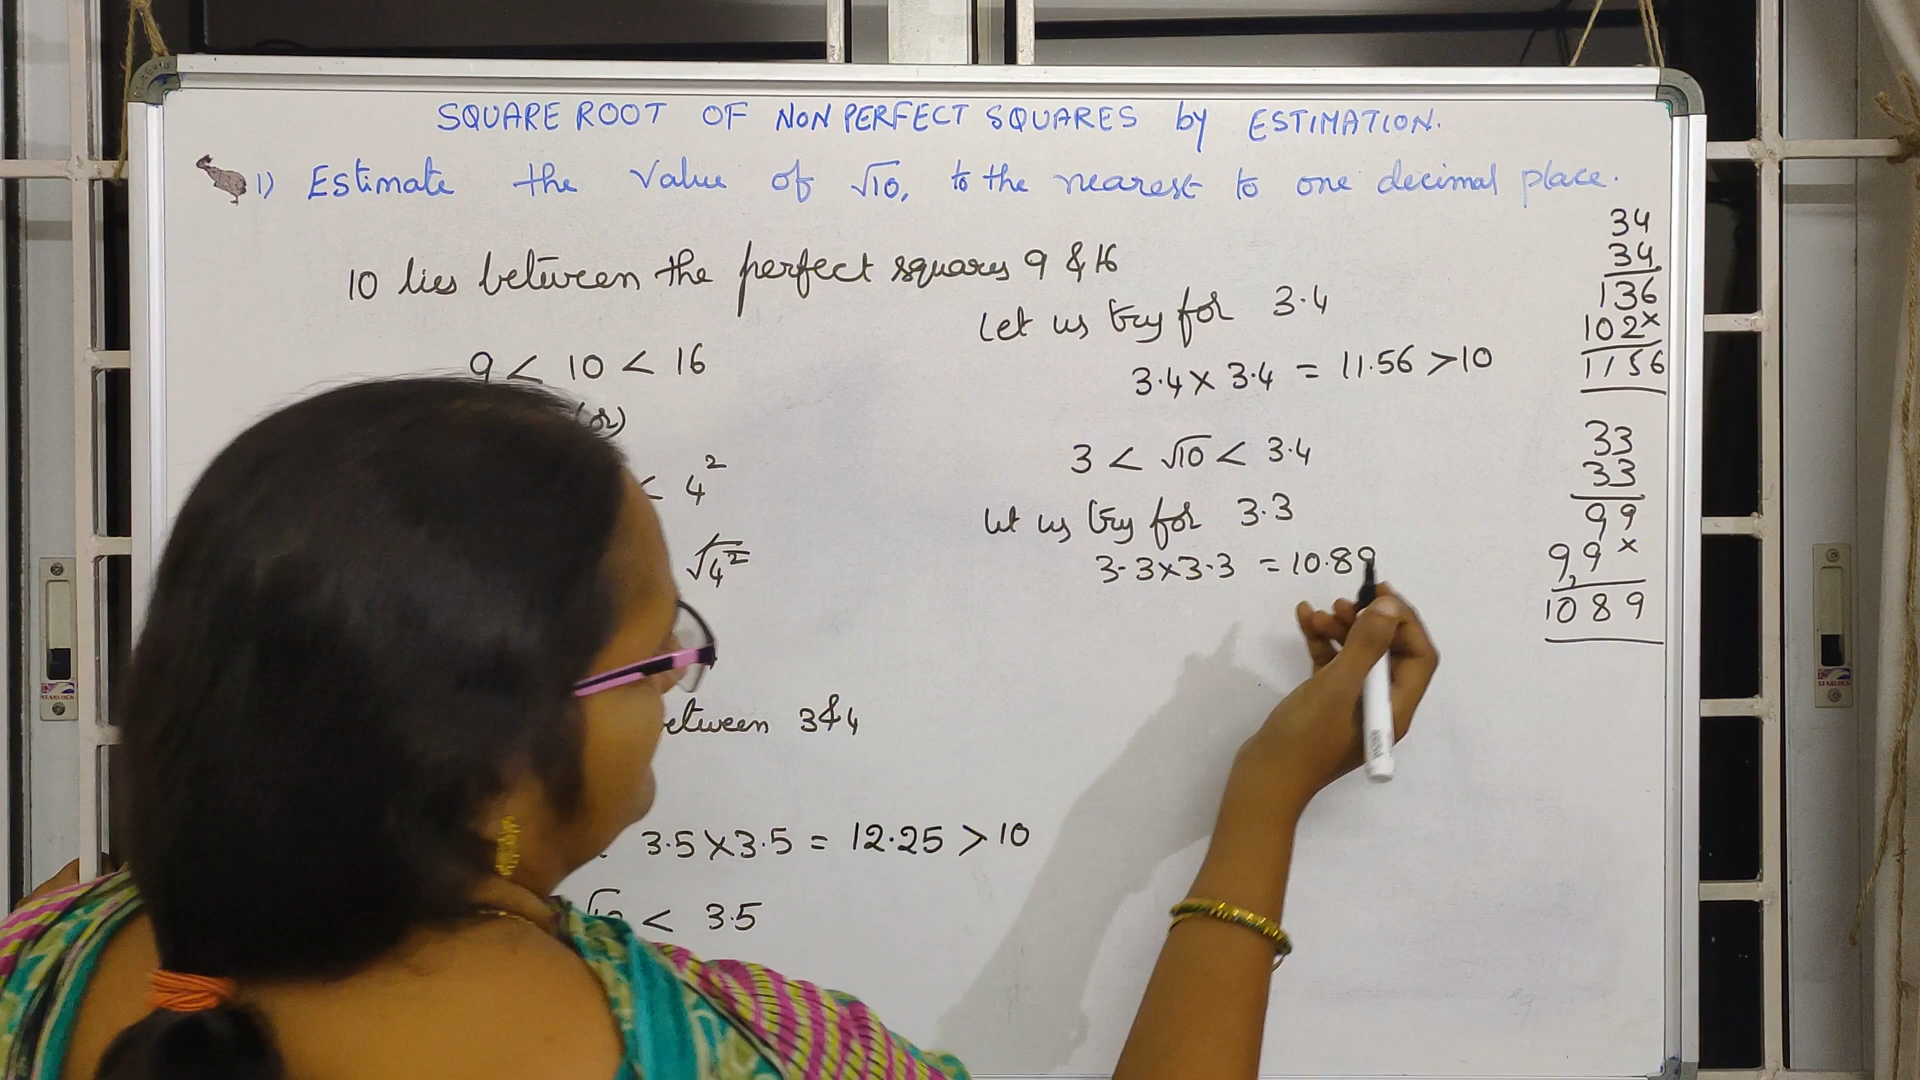 SQUARE ROOT OF NON PERFECT SQUARES by ESTIMATION.
1) Estimate the value of √10, to the nearest to one decimal place.
10 lies between the perfect squares 9 & 16
9 < 10 < 16
(or)
< 4²
√4²
between 3 & 4
3.5 × 3.5 = 12.25 > 10
√10 < 3.5
Let us try for 3.4
3.4 × 3.4 = 11.56 > 10
3 < √10 < 3.4
Let us try for 3.3
3.3 × 3.3 = 10.89
34
34
136
102×
1156
33
33
99
99×
1089